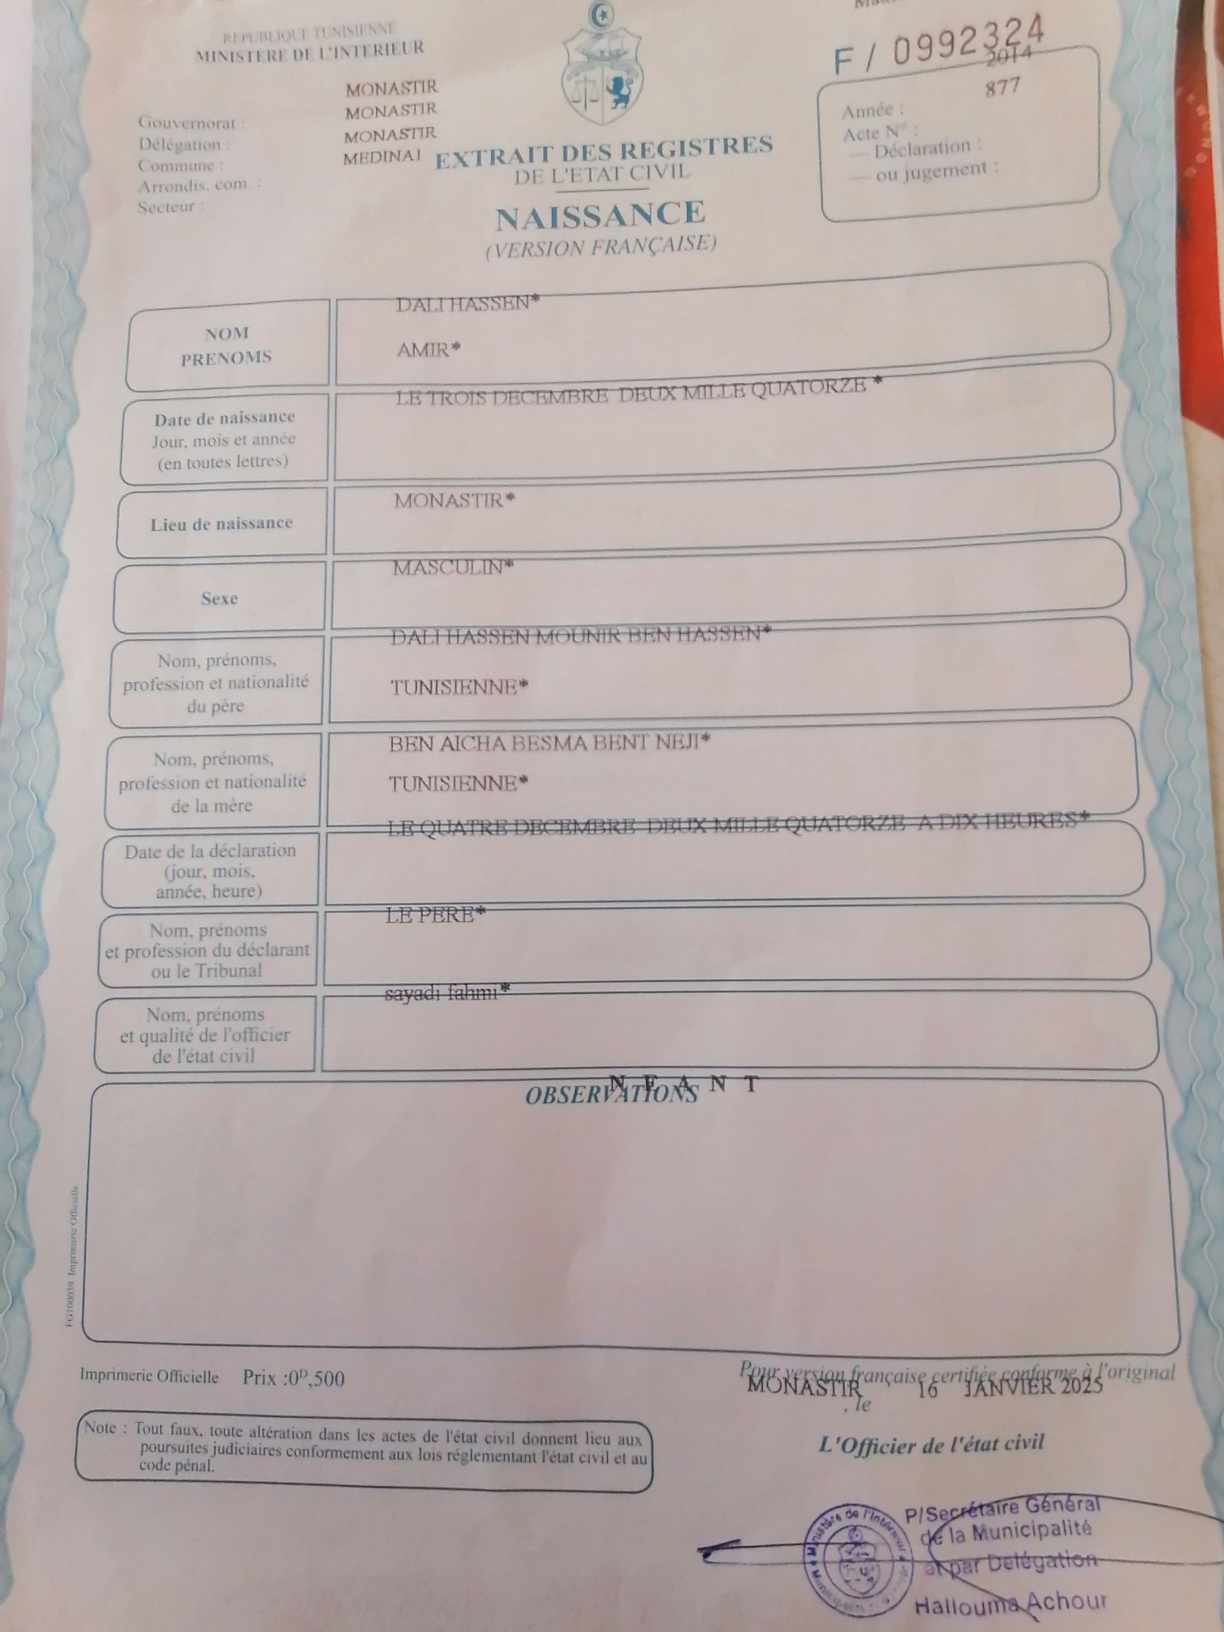 REPUBLIQUE TUNISIENNE
MINISTERE DE L'INTERIEUR
F / 0992324
MONASTIR
MONASTIR
MONASTIR
MEDINA1
Gouvernorat :
Délégation :
Commune :
Arrondis. com. :
Secteur :
2014
877
Année :
Acte N° :
— Déclaration :
— ou jugement :
EXTRAIT DES REGISTRES
DE L'ETAT CIVIL
NAISSANCE
(VERSION FRANÇAISE)
NOM
PRENOMS
DALI HASSEN*
AMIR*
Date de naissance
Jour, mois et année
(en toutes lettres)
LE TROIS DECEMBRE DEUX MILLE QUATORZE *
Lieu de naissance
MONASTIR*
Sexe
MASCULIN*
Nom, prénoms,
profession et nationalité
du père
DALI HASSEN MOUNIR BEN HASSEN*
TUNISIENNE*
Nom, prénoms,
profession et nationalité
de la mère
BEN AICHA BESMA BENT NEJI*
TUNISIENNE*
Date de la déclaration
(jour, mois,
année, heure)
LE QUATRE DECEMBRE DEUX MILLE QUATORZE A DIX HEURES*
Nom, prénoms
et profession du déclarant
ou le Tribunal
LE PERE*
Nom, prénoms
et qualité de l'officier
de l'état civil
sayadi fahmi*
N E A N T
OBSERVATIONS
Imprimerie Officielle
Imprimerie Officielle Prix :0D,500
Pour version française certifiée conforme à l'original
MONASTIR , le 16 JANVIER 2025
Note : Tout faux, toute altération dans les actes de l'état civil donnent lieu aux
poursuites judiciaires conformement aux lois réglementant l'état civil et au
code pénal.
L'Officier de l'état civil
Ministère de l'Intérieur
P/Secrétaire Général
de la Municipalité
et par Delégation
Hallouma Achour